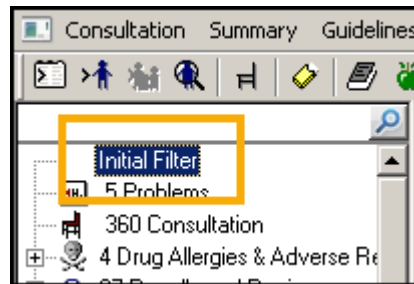 Consultation Summary Guidelines
Initial Filter
5 Problems
360 Consultation
4 Drug Allergies & Adverse Re